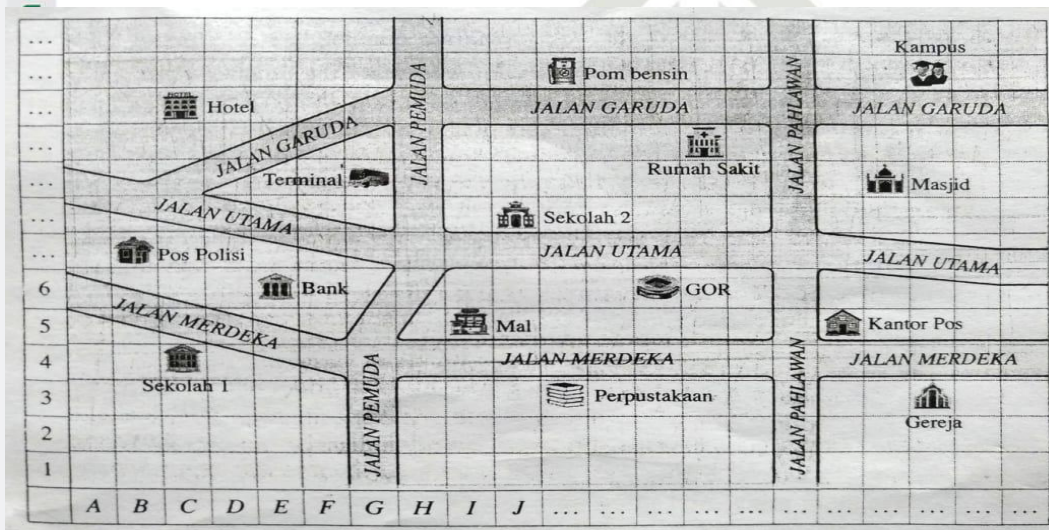 ...
Kampus
...
Pom bensin
JALAN PEMUDA
JALAN PAHLAWAN
...
HOTEL
Hotel
JALAN GARUDA
JALAN GARUDA
...
JALAN GARUDA
Rumah Sakit
...
Terminal
Masjid
...
JALAN UTAMA
Sekolah 2
...
Pos Polisi
JALAN UTAMA
JALAN UTAMA
6
Bank
GOR
5
JALAN MERDEKA
Mal
Kantor Pos
4
JALAN MERDEKA
JALAN MERDEKA
Sekolah 1
JALAN PEMUDA
JALAN PAHLAWAN
3
Perpustakaan
Gereja
2
1
A B C D E F G H I J ... ... ... ... ... ... ... ... ... ... ...